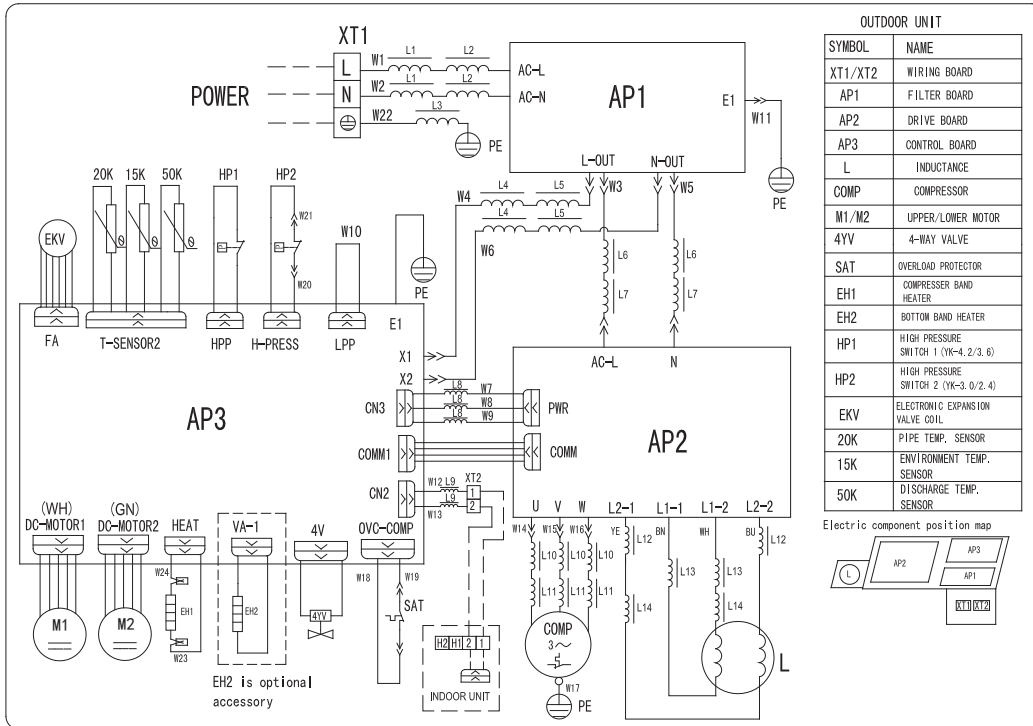 OUTDOOR UNIT
SYMBOL NAME
XT1/XT2 WIRING BOARD
AP1 FILTER BOARD
AP2 DRIVE BOARD
AP3 CONTROL BOARD
L INDUCTANCE
COMP COMPRESSOR
M1/M2 UPPER/LOWER MOTOR
4YV 4-WAY VALVE
SAT OVERLOAD PROTECTOR
EH1 COMPRESSER BAND
HEATER
EH2 BOTTOM BAND HEATER
HP1 HIGH PRESSURE
SWITCH 1 (YK-4.2/3.6)
HP2 HIGH PRESSURE
SWITCH 2 (YK-3.0/2.4)
EKV ELECTRONIC EXPANSION
VALVE COIL
20K PIPE TEMP. SENSOR
15K ENVIRONMENT TEMP.
SENSOR
50K DISCHARGE TEMP.
SENSOR
Electric component position map
L AP2 AP3
AP1
XT1 XT2
XT1
POWER
L W1 L1 L2 AC-L
N W2 L1 L2 AC-N
W22 L3 PE
AP1
E1 W11
PE
L-OUT N-OUT
W3 W5
W4 L4 L5
W6 L4 L5
L6 L6
L7 L7
20K 15K 50K HP1 HP2
W21
W20
W10
EKV
PE
FA T-SENSOR2 HPP H-PRESS LPP E1
X1
X2
AP3
CN3 L8 W7 PWR
L8 W8
L8 W9
COMM1 COMM
CN2 W12 L9 XT2
1
2
W13 L9
AC-L N
AP2
U V W L2-1 L1-1 L1-2 L2-2
W14 W15 W16 YE BN WH BU
L12 L12
L10 L10 L10 L13 L13
L11 L11 L11 L14 L14
COMP
3~
W17
PE
L
(WH) (GN)
DC-MOTOR1 DC-MOTOR2 HEAT VA-1 4V OVC-COMP
W24 W18 W19
EH1 EH2 4YV SAT
M1 M2
W23
EH2 is optional
accessory
H2 H1 2 1
INDOOR UNIT